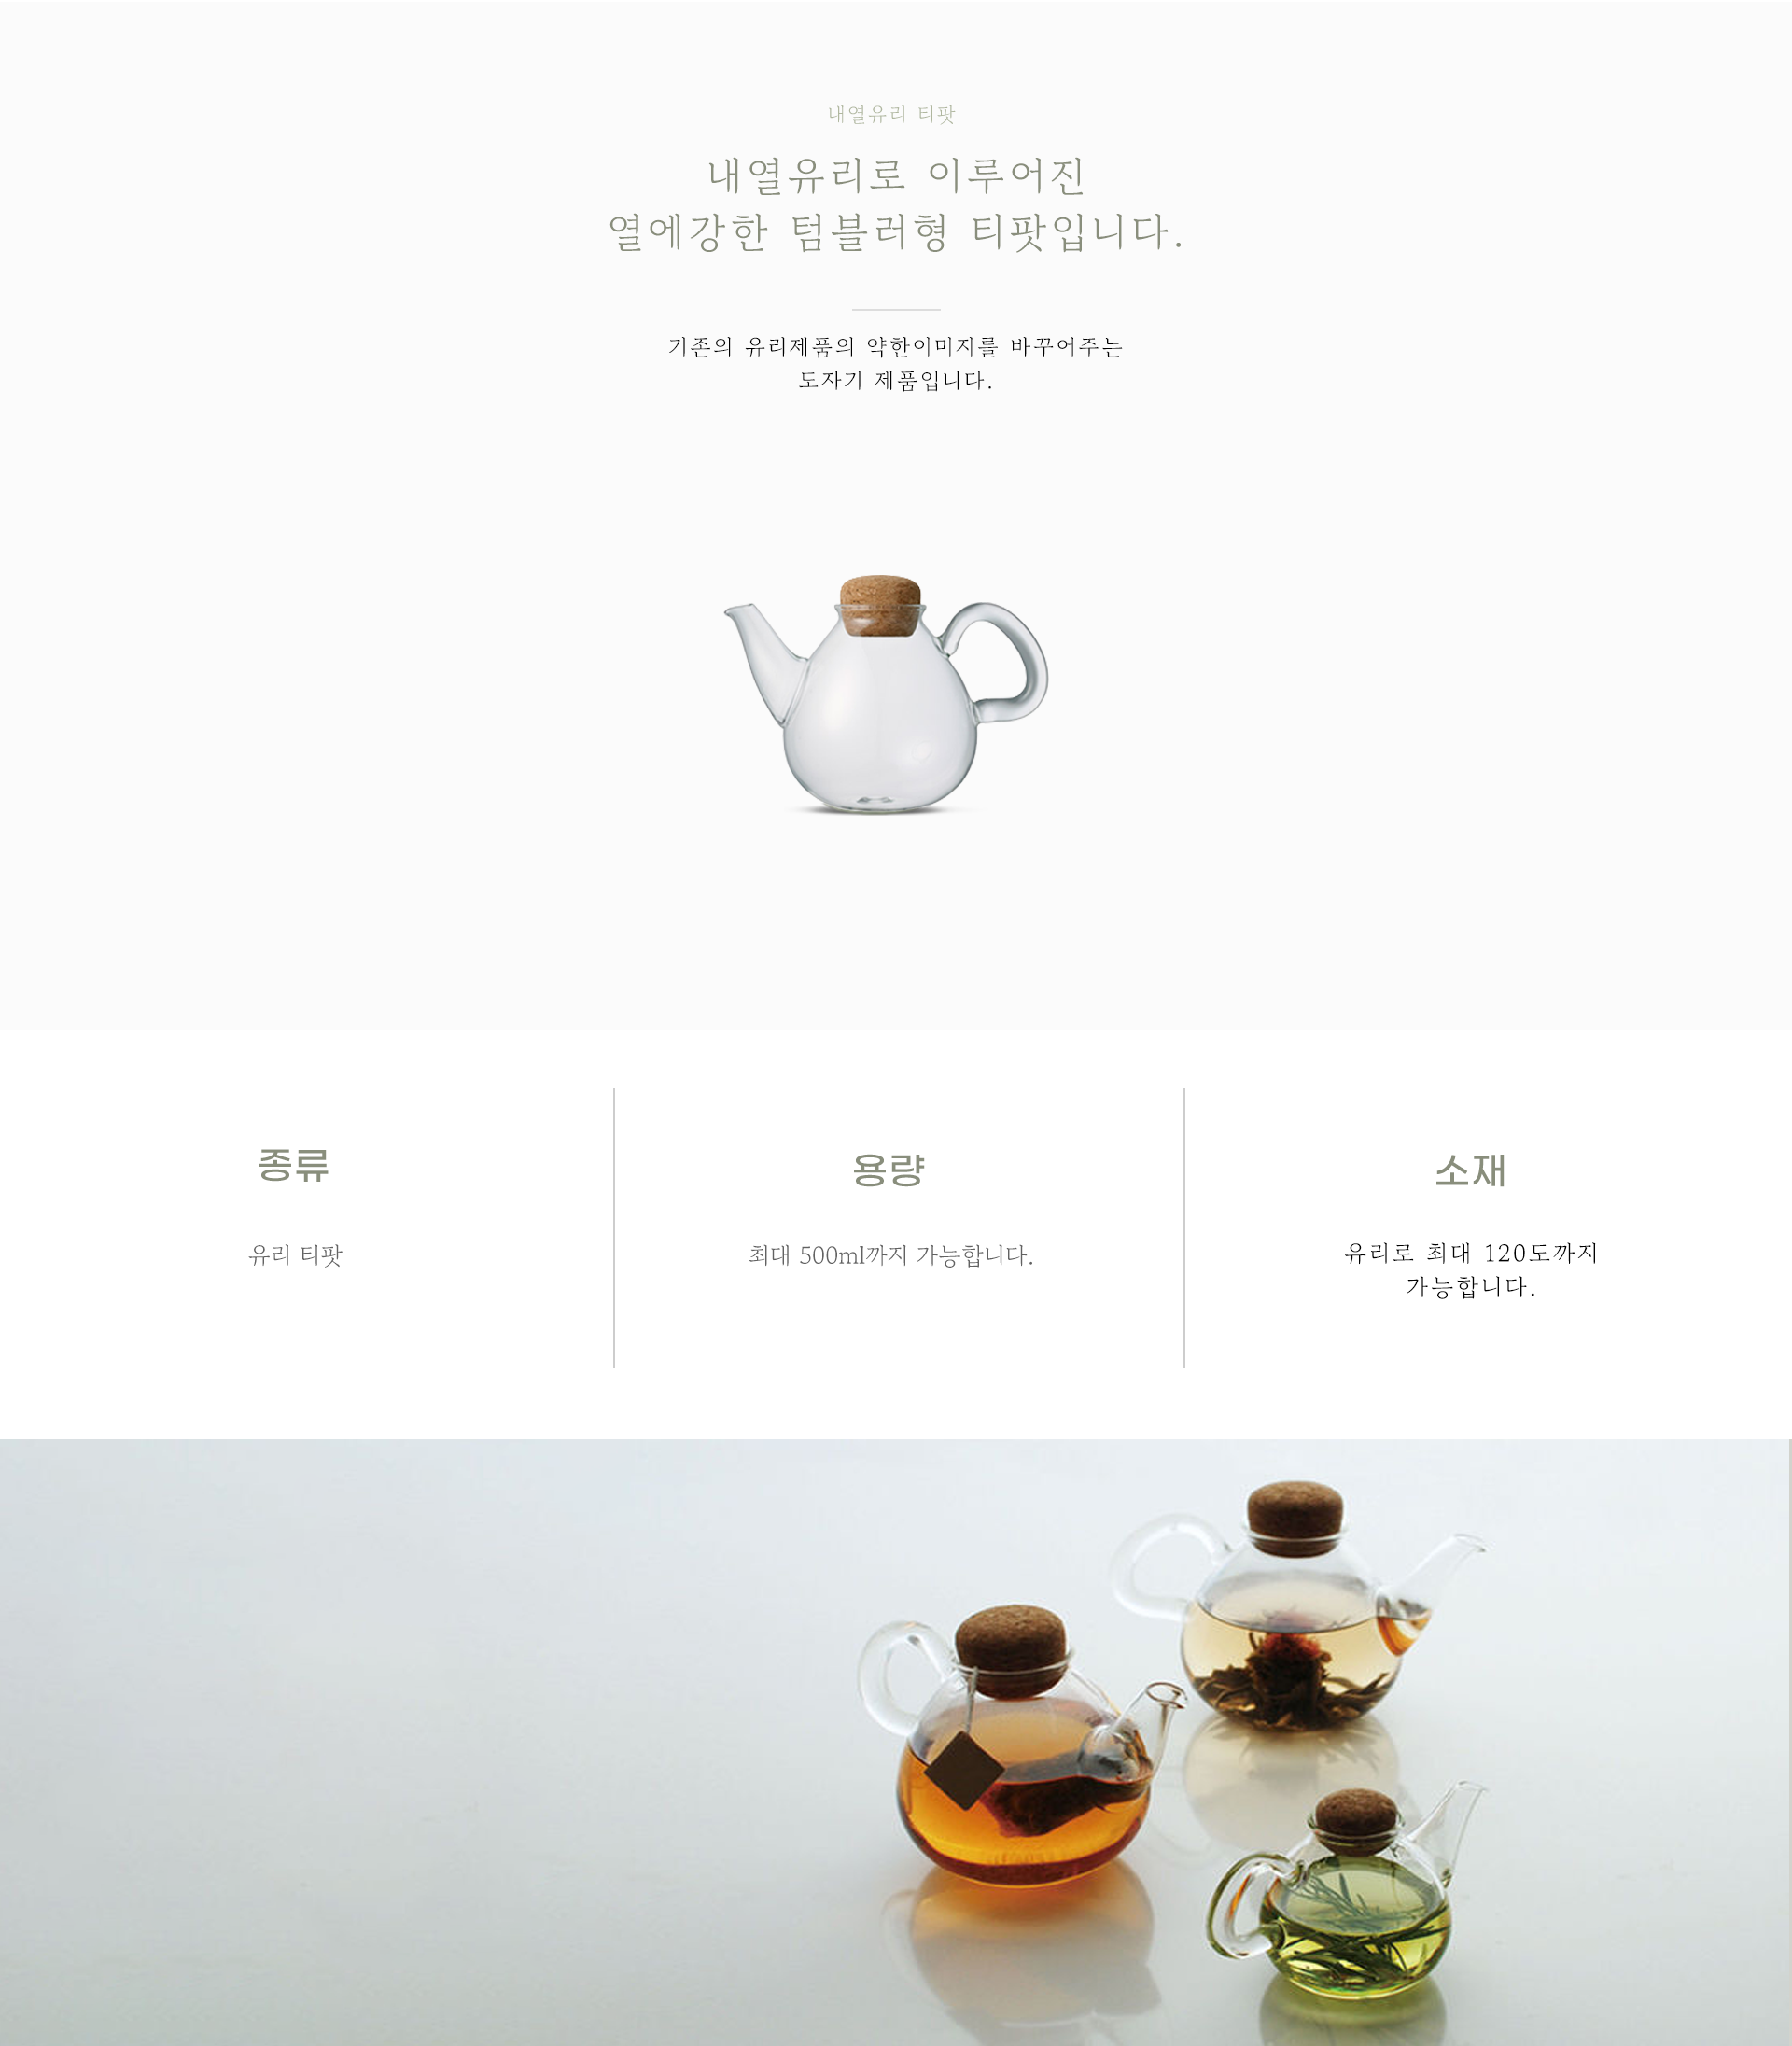 내열유리 티팟
내열유리로 이루어진
열에강한 텀블러형 티팟입니다.
기존의 유리제품의 약한이미지를 바꾸어주는
도자기 제품입니다.
종류
유리 티팟
용량
최대 500ml까지 가능합니다.
소재
유리로 최대 120도까지
가능합니다.